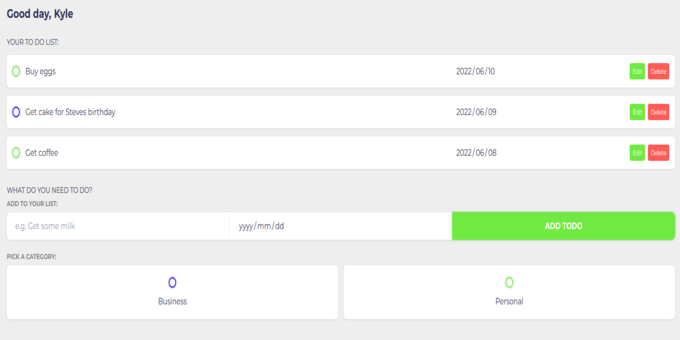 Good day, Kyle
YOUR TO DO LIST:
Buy eggs 2022/06/10 Edit Delete
Get cake for Steves birthday 2022/06/09 Edit Delete
Get coffee 2022/06/08 Edit Delete
WHAT DO YOU NEED TO DO?
ADD TO YOUR LIST:
e.g. Get some milk yyyy/mm/dd ADD TODO
PICK A CATEGORY:
Business Personal